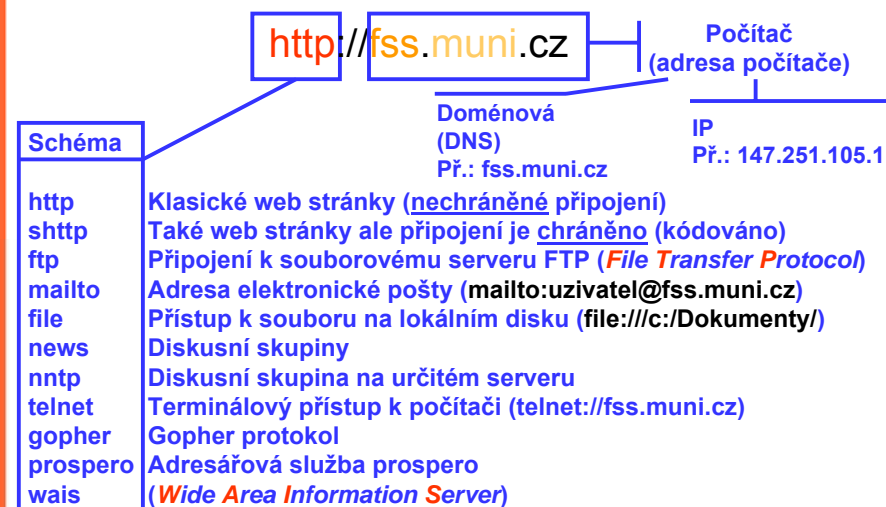 http://fss.muni.cz
Počítač
(adresa počítače)
Doménová
(DNS)
Př.: fss.muni.cz
IP
Př.: 147.251.105.1
Schéma
http Klasické web stránky (nechráněné připojení)
shttp Také web stránky ale připojení je chráněno (kódováno)
ftp Připojení k souborovému serveru FTP (File Transfer Protocol)
mailto Adresa elektronické pošty (mailto:uzivatel@fss.muni.cz)
file Přístup k souboru na lokálním disku (file:///c:/Dokumenty/)
news Diskusní skupiny
nntp Diskusní skupina na určitém serveru
telnet Terminálový přístup k počítači (telnet://fss.muni.cz)
gopher Gopher protokol
prospero Adresářová služba prospero
wais (Wide Area Information Server)